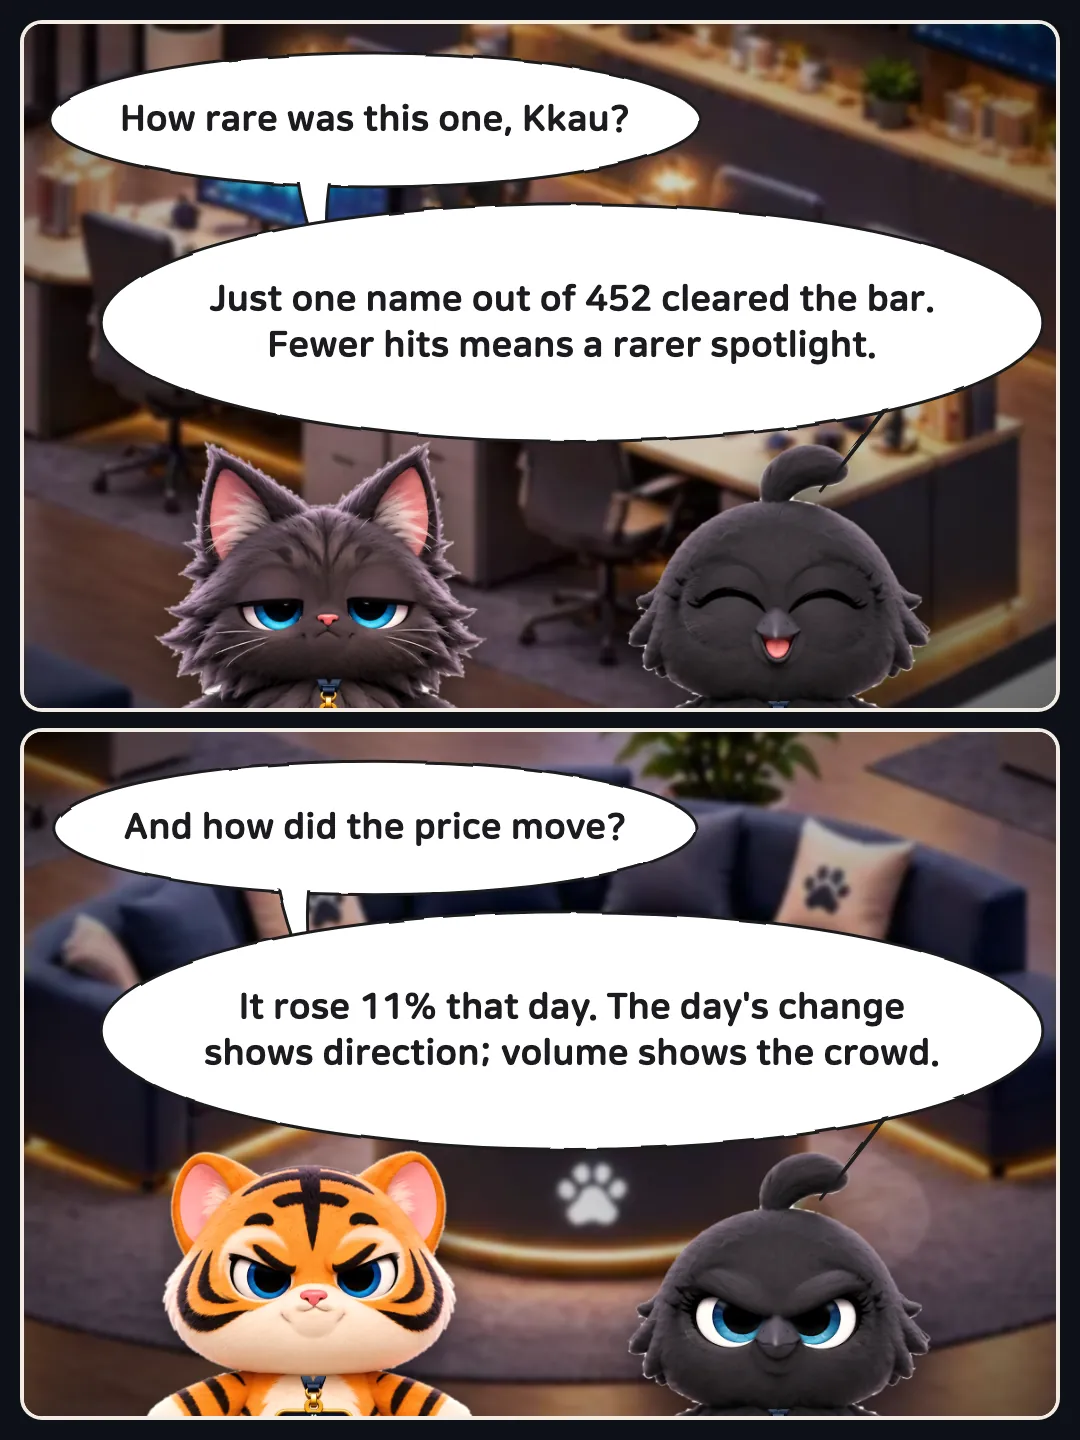 How rare was this one, Kkau?
Just one name out of 452 cleared the bar.
Fewer hits means a rarer spotlight.
And how did the price move?
It rose 11% that day. The day's change
shows direction; volume shows the crowd.